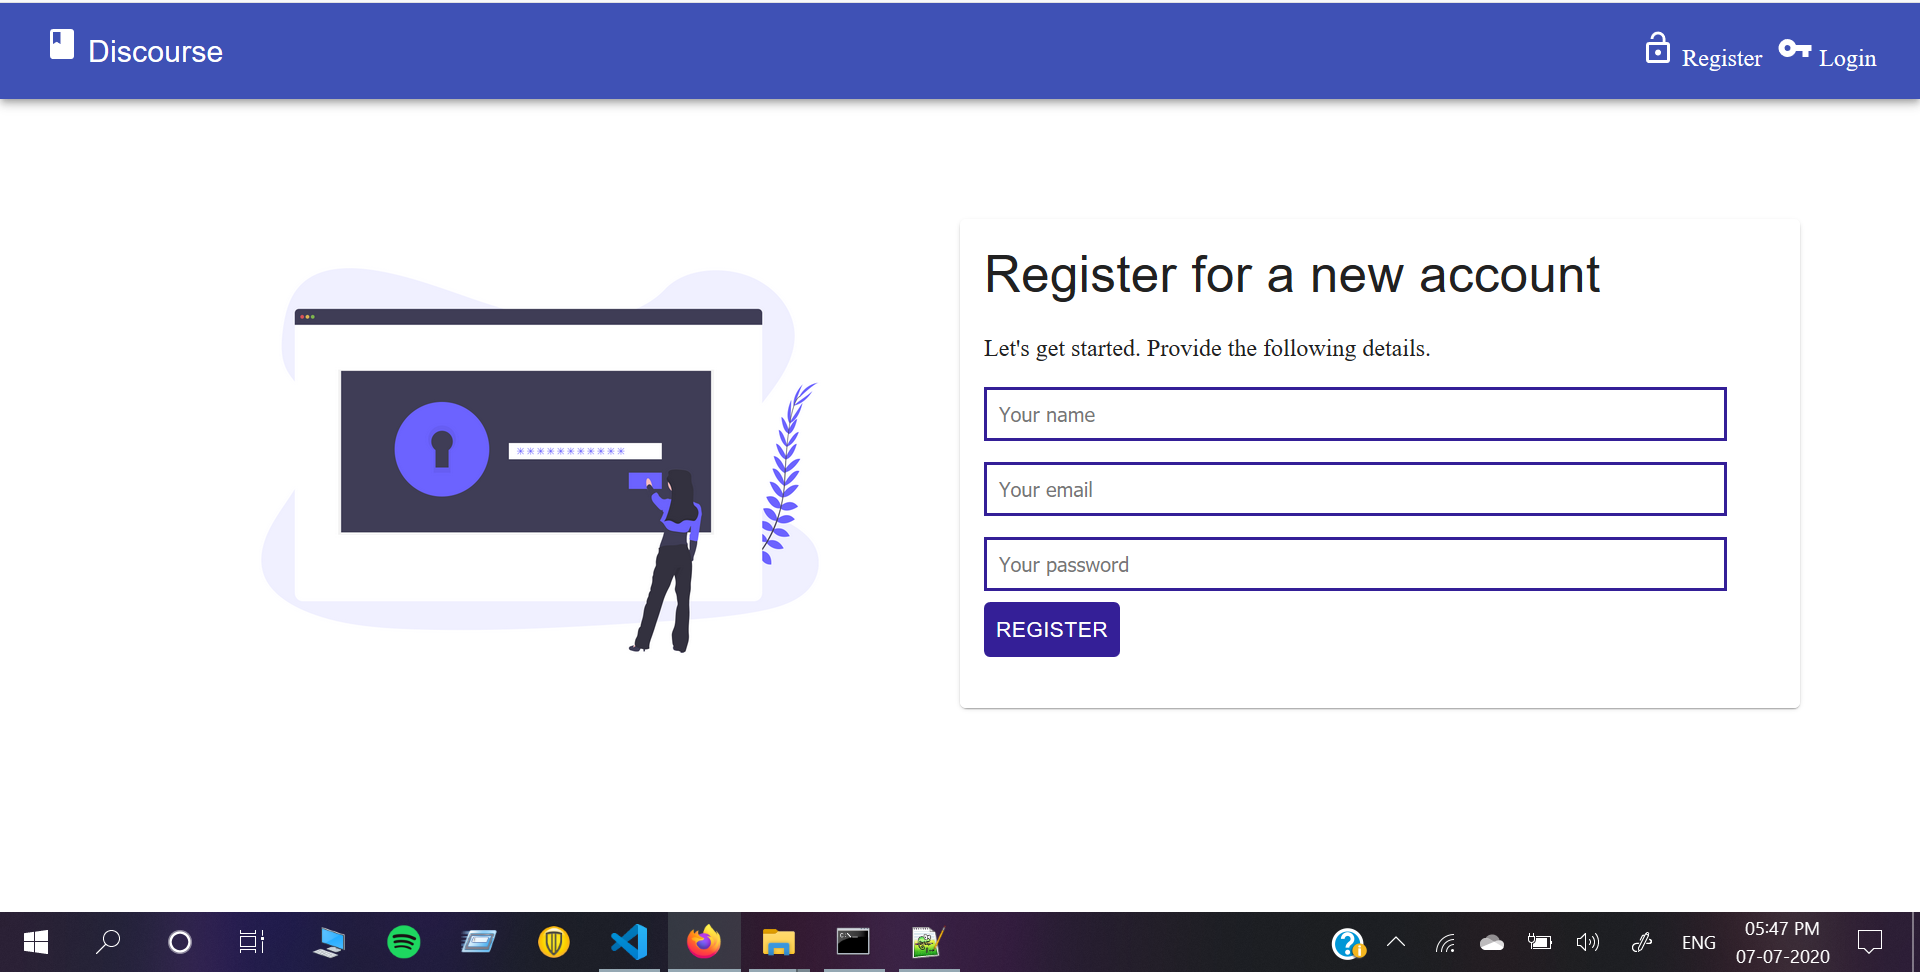 Discourse
Register Login
Register for a new account
Let's get started. Provide the following details.
Your name
Your email
Your password
REGISTER
***********
ENG
05:47 PM
07-07-2020